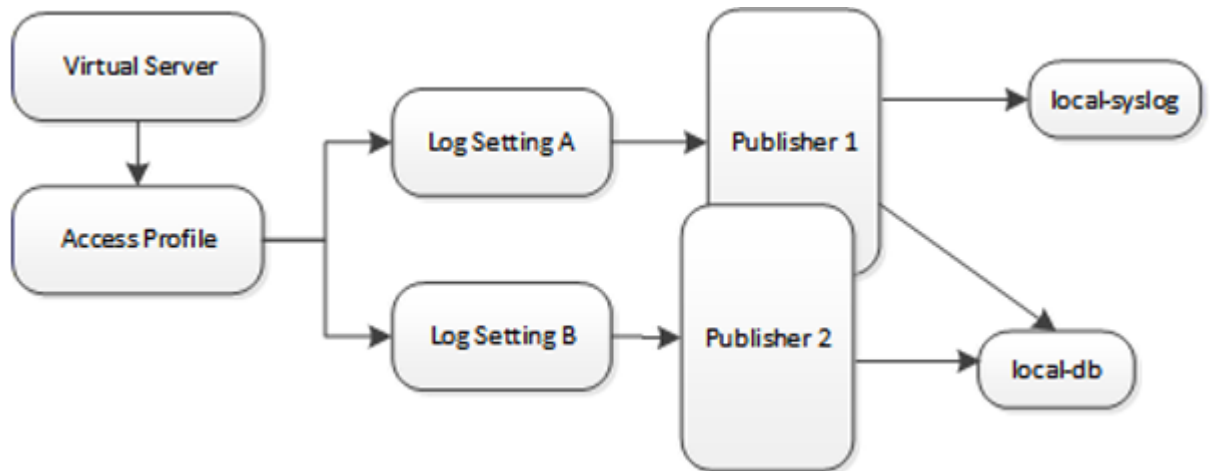 Virtual Server
Access Profile
Log Setting A
Log Setting B
Publisher 1
Publisher 2
local-syslog
local-db